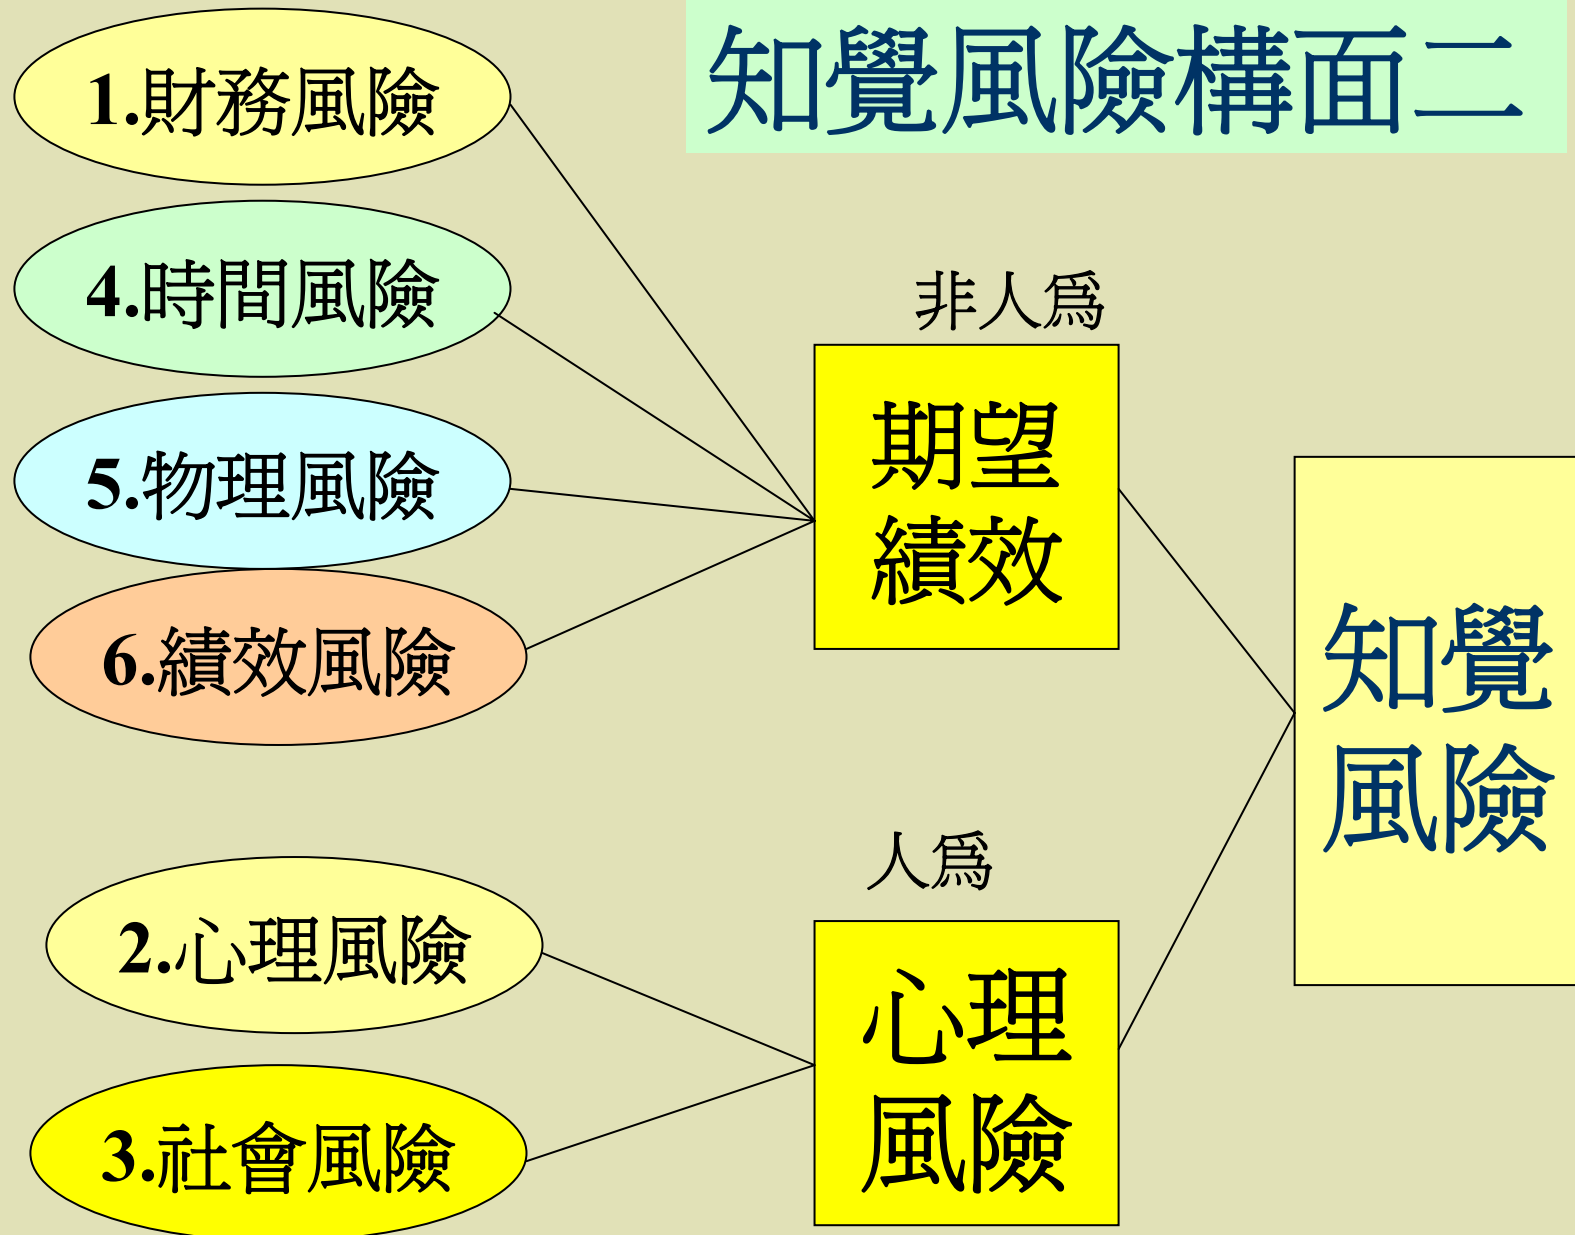 知覺風險構面二
1.財務風險
4.時間風險
5.物理風險
6.績效風險
非人爲
期望
績效
人爲
2.心理風險
3.社會風險
心理
風險
知覺
風險